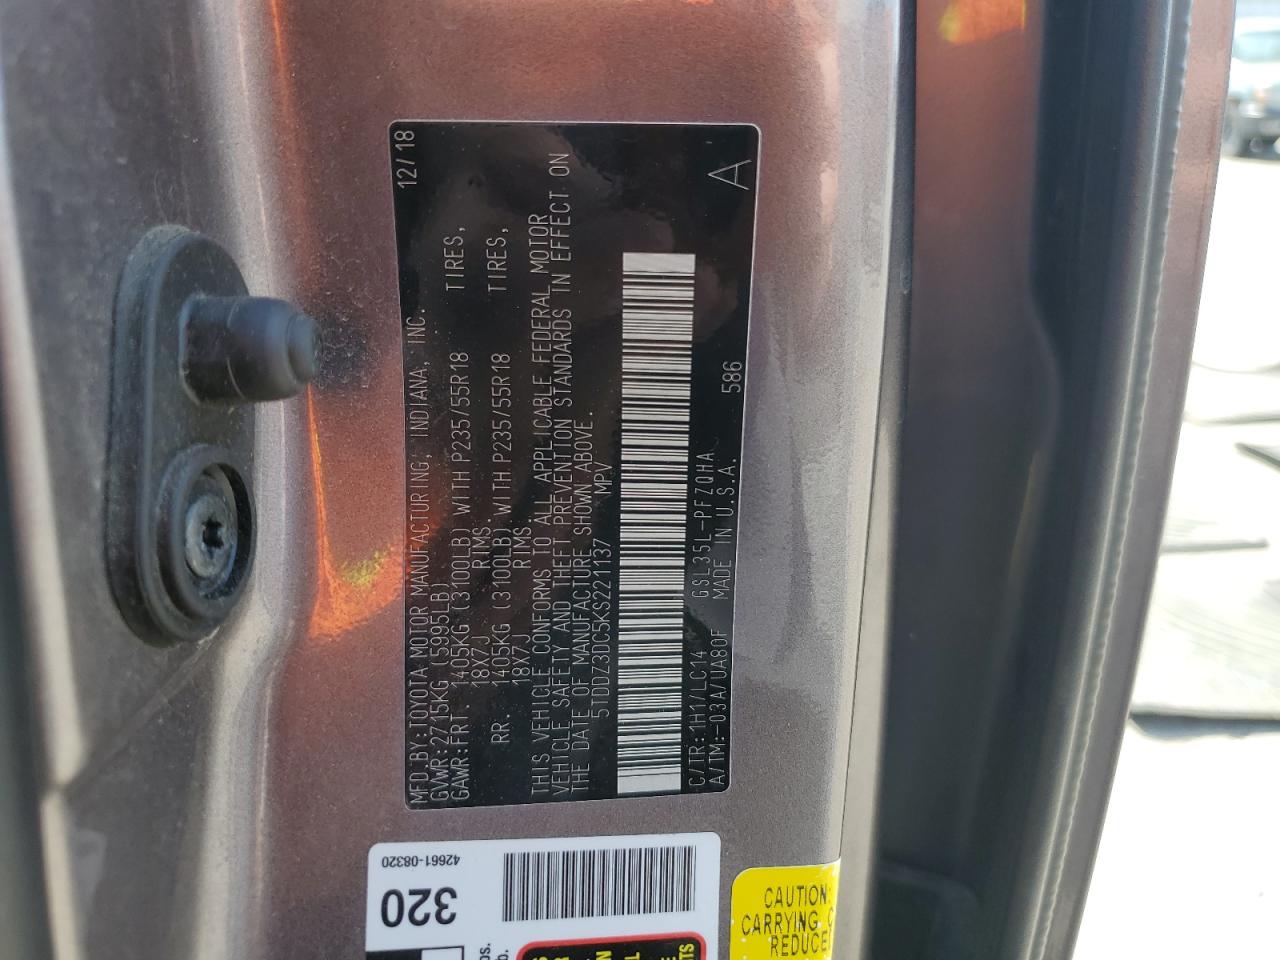 MFD.BY:TOYOTA MOTOR MANUFACTURING, INDIANA, INC. 12/18
GVWR:2715KG (5995LB)
GAWR:FRT. 1405KG (3100LB) WITH P235/55R18 TIRES,
18X7J RIMS.
RR. 1405KG (3100LB) WITH P235/55R18 TIRES,
18X7J RIMS.
THIS VEHICLE CONFORMS TO ALL APPLICABLE FEDERAL MOTOR
VEHICLE SAFETY AND THEFT PREVENTION STANDARDS IN EFFECT ON
THE DATE OF MANUFACTURE SHOWN ABOVE.
5TDDZ3DC5KS221137 MPV
C/TR:1H1/LC14 GSL35L-PFZQHA
A/TM:-03A/UA80F MADE IN U.S.A. 586
A
42661-08320
320
CAUTION:
CARRYING
REDUCE